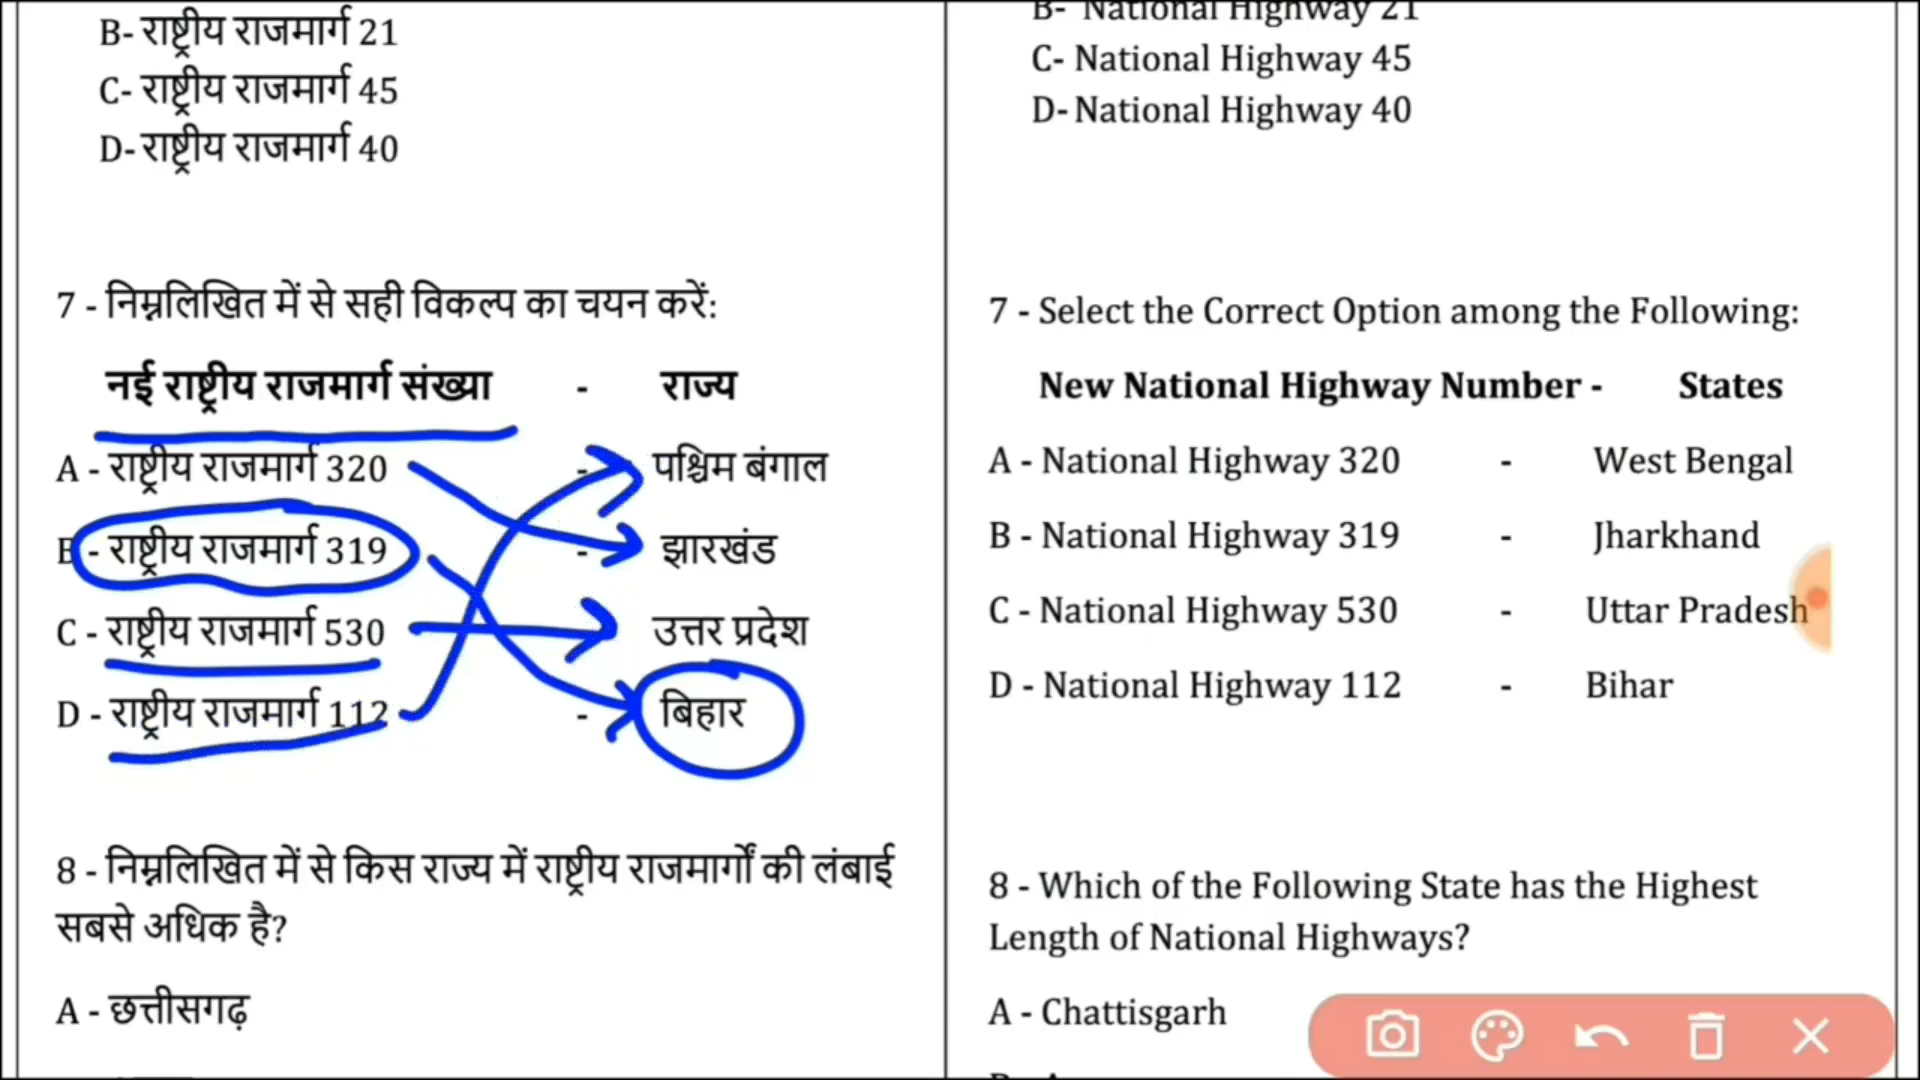 B- राष्ट्रीय राजमार्ग 21
C- राष्ट्रीय राजमार्ग 45
D- राष्ट्रीय राजमार्ग 40
7 - निम्नलिखित में से सही विकल्प का चयन करें:
नई राष्ट्रीय राजमार्ग संख्या - राज्य
A - राष्ट्रीय राजमार्ग 320 - पश्चिम बंगाल
B - राष्ट्रीय राजमार्ग 319 - झारखंड
C - राष्ट्रीय राजमार्ग 530 उत्तर प्रदेश
D - राष्ट्रीय राजमार्ग 112 - बिहार
8 - निम्नलिखित में से किस राज्य में राष्ट्रीय राजमार्गों की लंबाई
सबसे अधिक है?
A - छत्तीसगढ़
B- National Highway 21
C- National Highway 45
D- National Highway 40
7 - Select the Correct Option among the Following:
New National Highway Number - States
A - National Highway 320 - West Bengal
B - National Highway 319 - Jharkhand
C - National Highway 530 - Uttar Pradesh
D - National Highway 112 - Bihar
8 - Which of the Following State has the Highest
Length of National Highways?
A - Chattisgarh